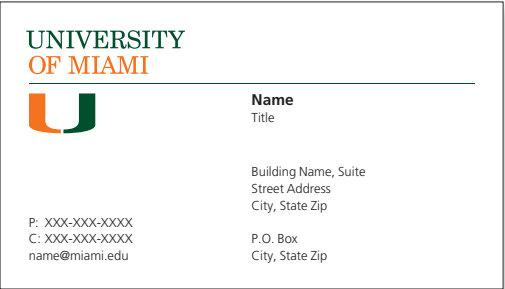 UNIVERSITY
OF MIAMI
Name
Title
Building Name, Suite
Street Address
City, State Zip
P: XXX-XXX-XXXX
C: XXX-XXX-XXXX
name@miami.edu
P.O. Box
City, State Zip